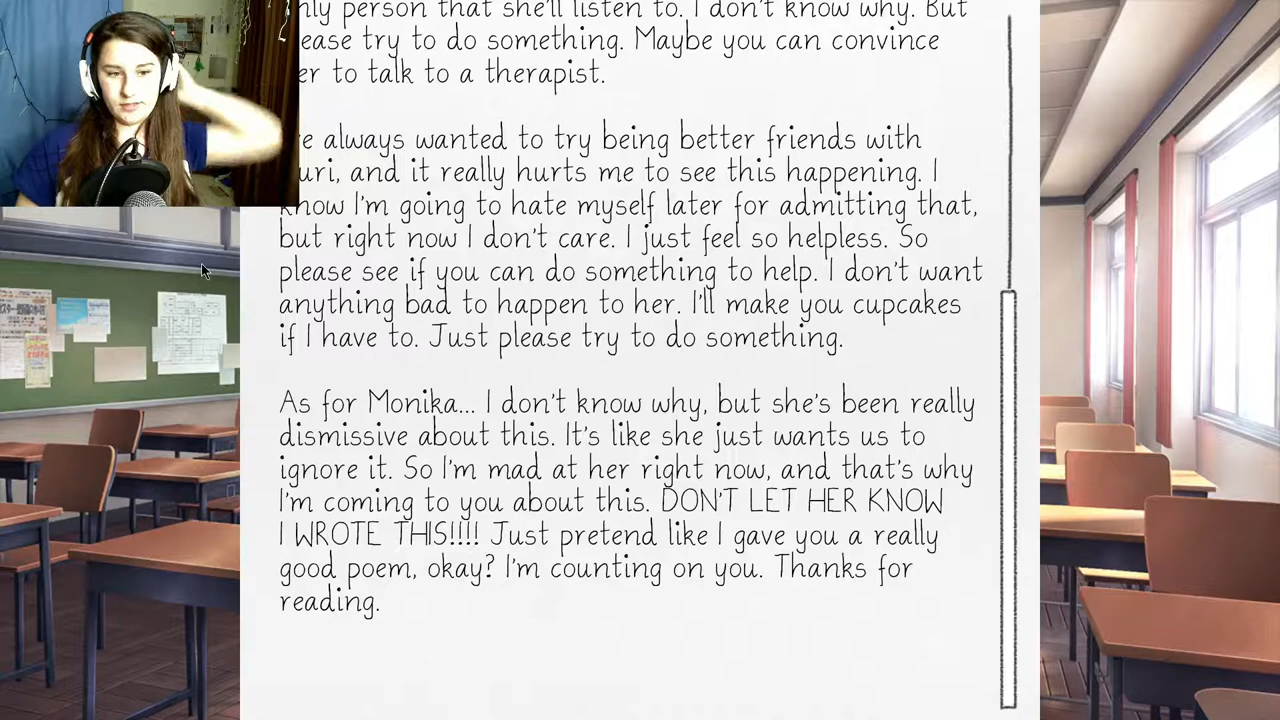 only person that she'll listen to. I don't know why. But
please try to do something. Maybe you can convince
her to talk to a therapist.
I've always wanted to try being better friends with
Yuri, and it really hurts me to see this happening. I
know I'm going to hate myself later for admitting that,
but right now I don't care. I just feel so helpless. So
please see if you can do something to help. I don't want
anything bad to happen to her. I'll make you cupcakes
if I have to. Just please try to do something.
As for Monika... I don't know why, but she's been really
dismissive about this. It's like she just wants us to
ignore it. So I'm mad at her right now, and that's why
I'm coming to you about this. DON'T LET HER KNOW
I WROTE THIS!!!! Just pretend like I gave you a really
good poem, okay? I'm counting on you. Thanks for
reading.